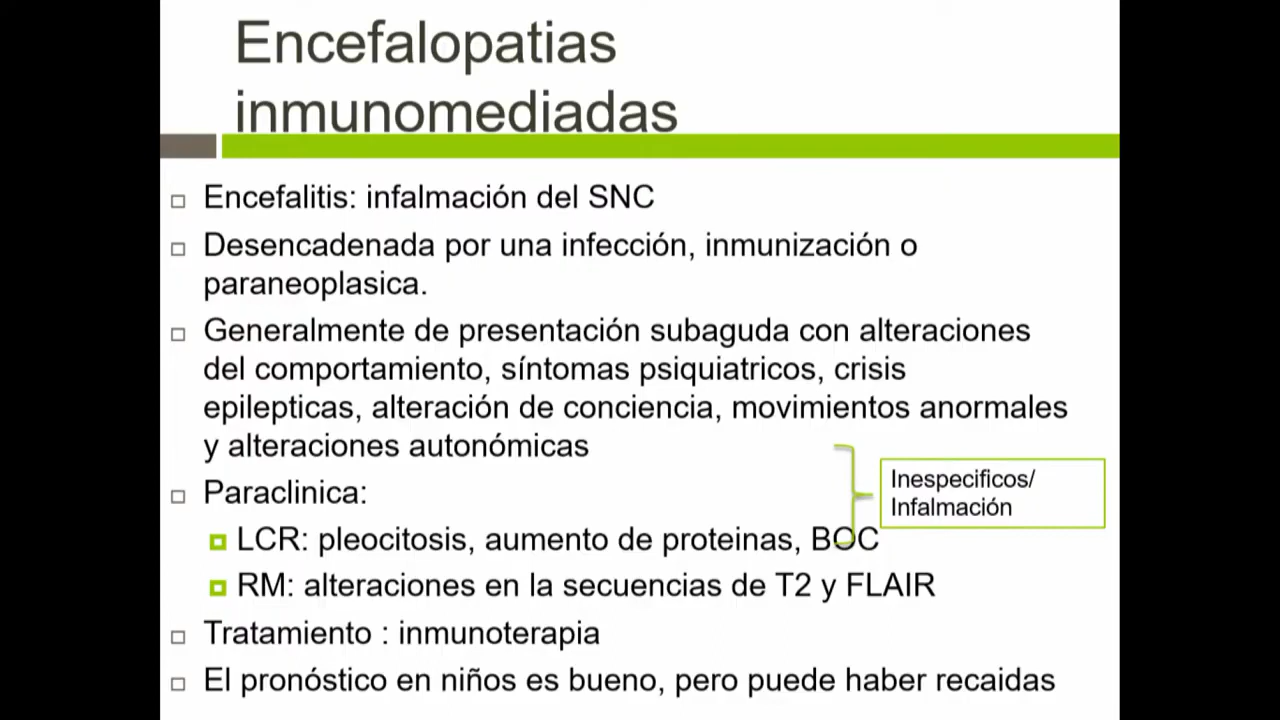 Encefalopatias
inmunomediadas
Encefalitis: infalmación del SNC
Desencadenada por una infección, inmunización o
paraneoplasica.
Generalmente de presentación subaguda con alteraciones
del comportamiento, síntomas psiquiatricos, crisis
epilepticas, alteración de conciencia, movimientos anormales
y alteraciones autonómicas
Paraclinica:
LCR: pleocitosis, aumento de proteinas, BOC
RM: alteraciones en la secuencias de T2 y FLAIR
Inespecificos/
Infalmación
Tratamiento : inmunoterapia
El pronóstico en niños es bueno, pero puede haber recaidas